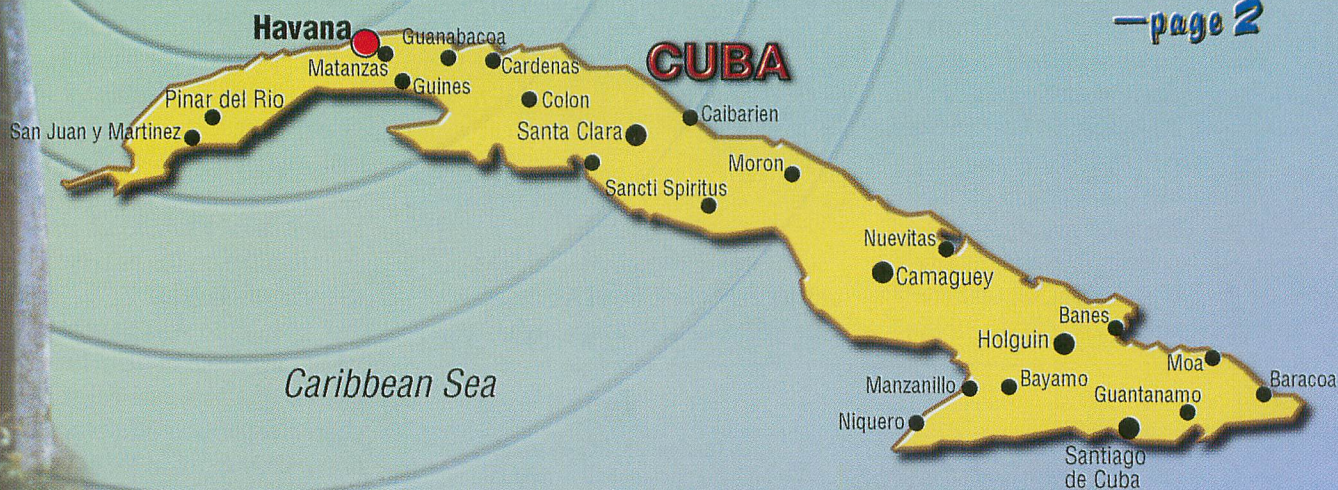 —page 2
Havana
Guanabacoa
CUBA
Matanzas
Cardenas
Guines
Pinar del Rio
Colon
Caibarien
San Juan y Martinez
Santa Clara
Moron
Sancti Spiritus
Nuevitas
Camaguey
Banes
Holguin
Moa
Caribbean Sea
Manzanillo
Bayamo
Baracoa
Guantanamo
Niquero
Santiago
de Cuba